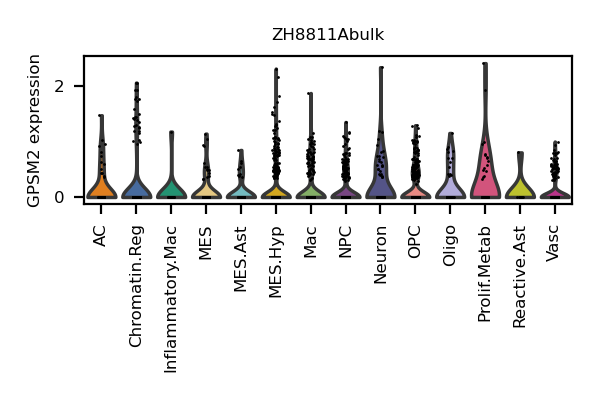 ZH8811Abulk
GPSM2 expression
2
0
AC
Chromatin.Reg
Inflammatory.Mac
MES
MES.Ast
MES.Hyp
Mac
NPC
Neuron
OPC
Oligo
Prolif.Metab
Reactive.Ast
Vasc